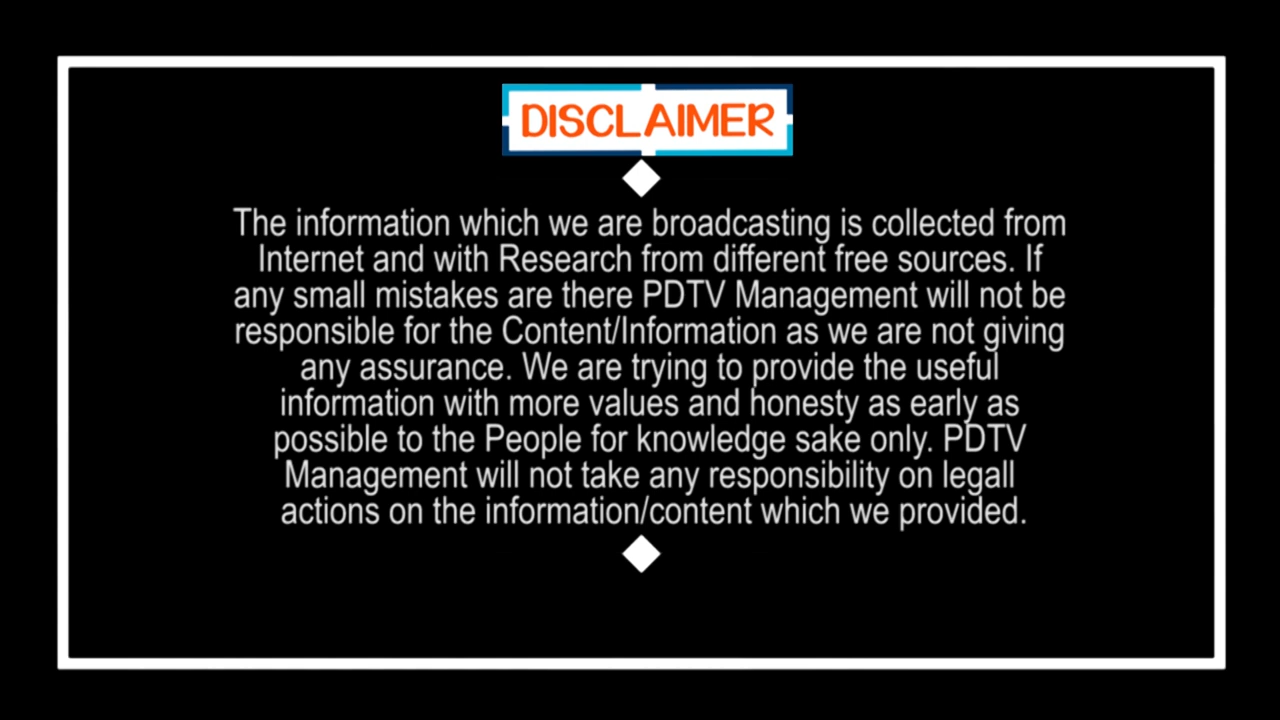 DISCLAIMER
The information which we are broadcasting is collected from
Internet and with Research from different free sources. If
any small mistakes are there PDTV Management will not be
responsible for the Content/Information as we are not giving
any assurance. We are trying to provide the useful
information with more values and honesty as early as
possible to the People for knowledge sake only. PDTV
Management will not take any responsibility on legall
actions on the information/content which we provided.